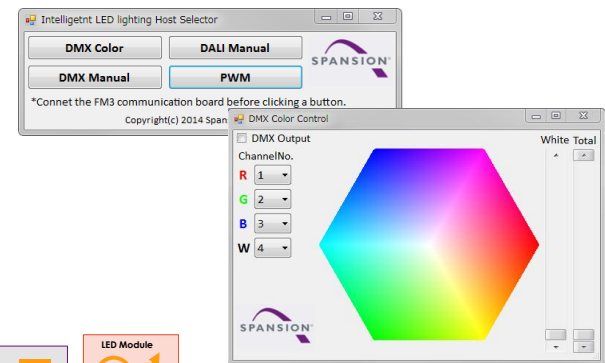 Intelligetnt LED lighting Host Selector
DMX Color
DALI Manual
SPANSION
DMX Manual
PWM
*Connet the FM3 communication board before clicking a button.
Copyright(c) 2014 Span
DMX Color Control
DMX Output
White Total
ChannelNo.
R 1
G 2
B 3
W 4
SPANSION
LED Module